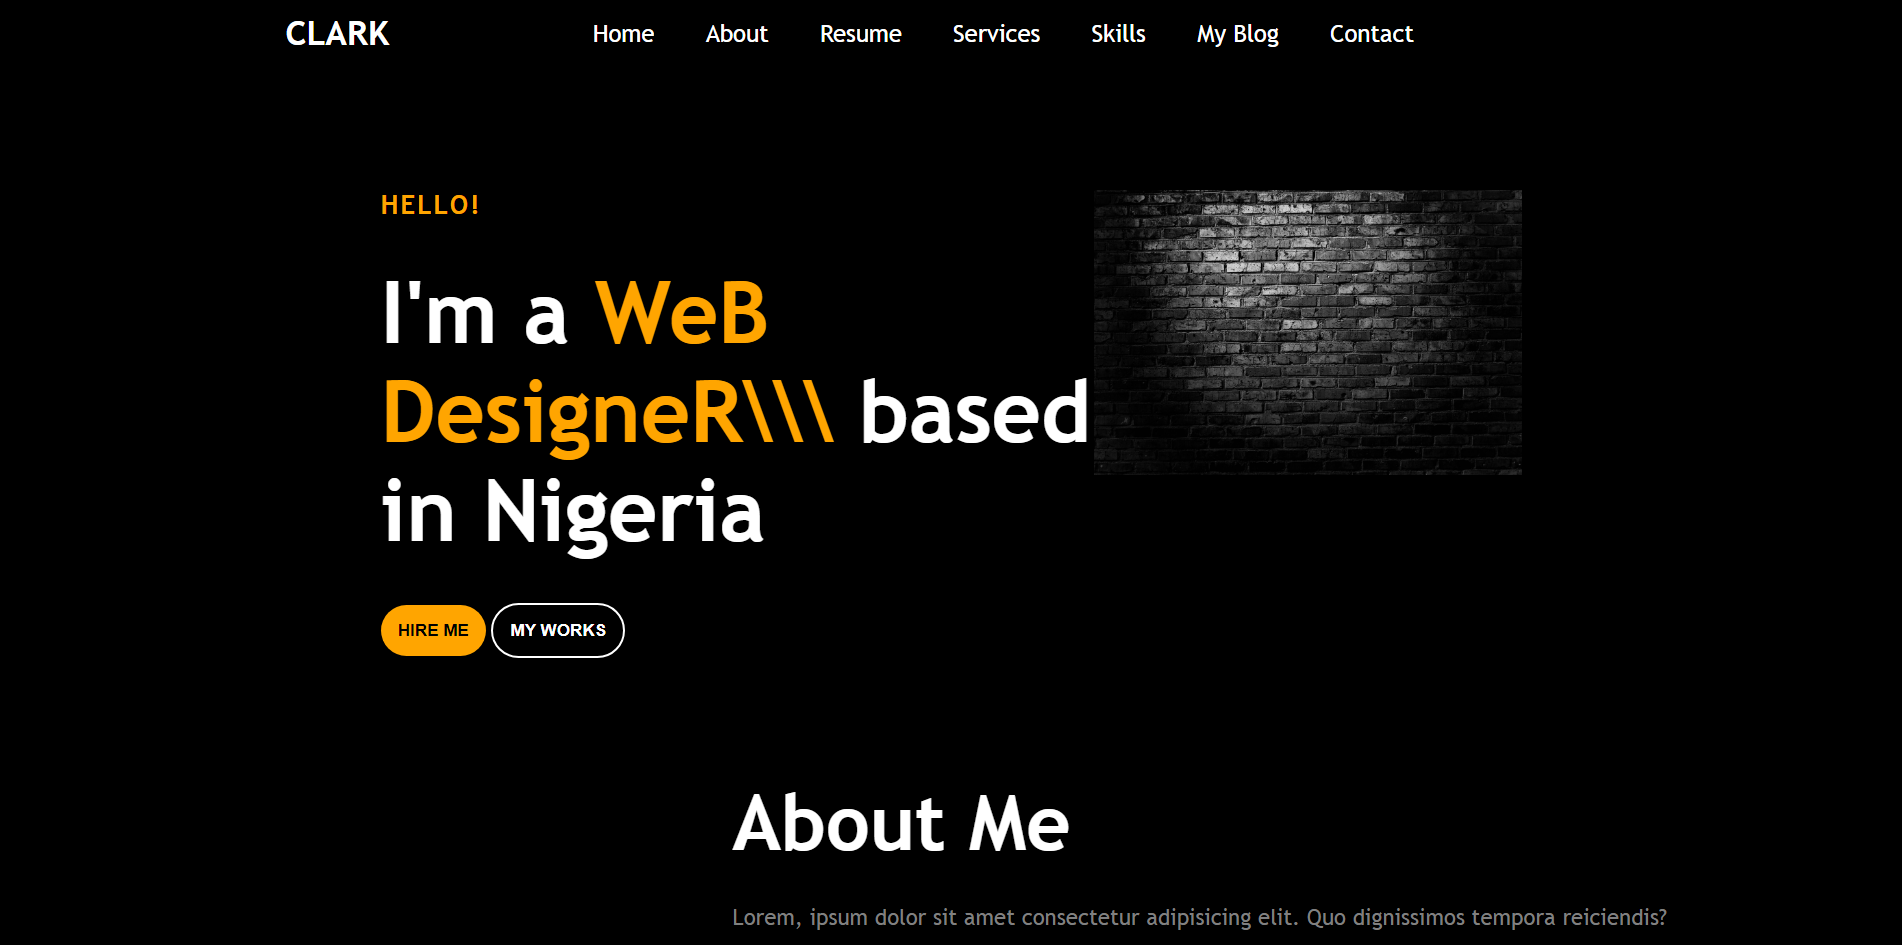 CLARK Home About Resume Services Skills My Blog Contact
HELLO!
I'm a WeB
DesigneR\\\ based
in Nigeria
HIRE ME MY WORKS
About Me
Lorem, ipsum dolor sit amet consectetur adipisicing elit. Quo dignissimos tempora reiciendis?